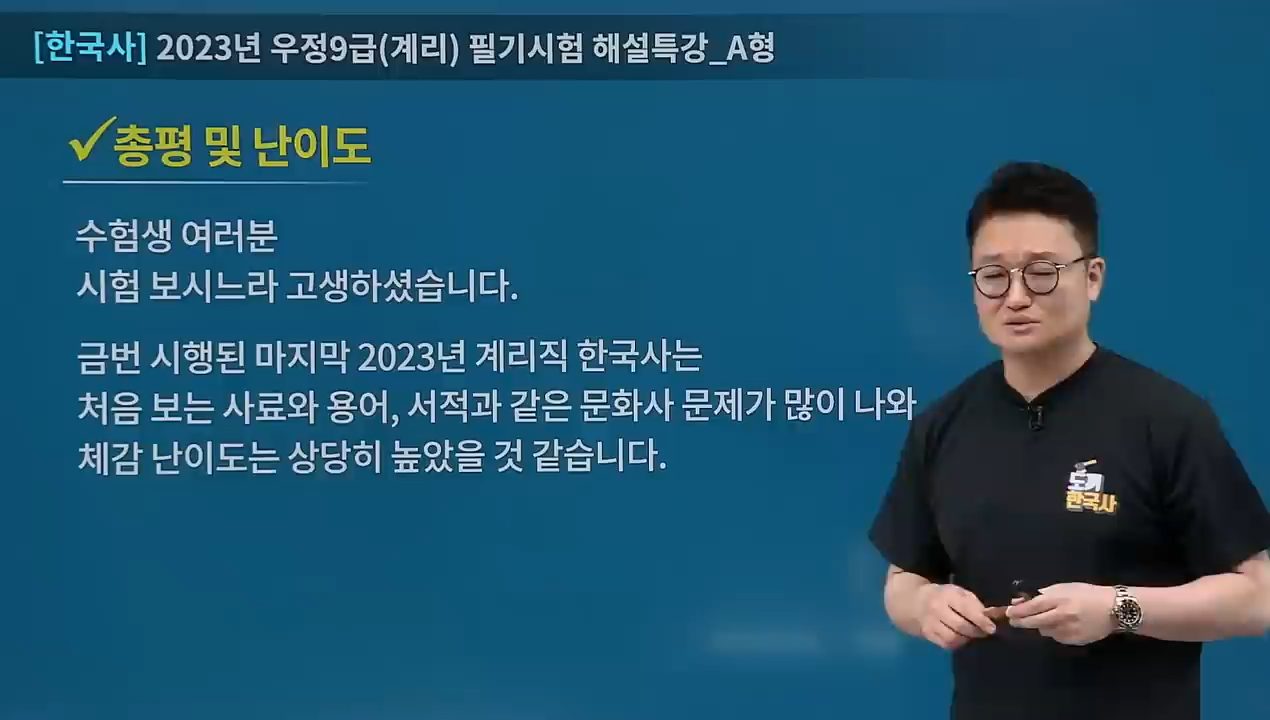 [한국사] 2023년 우정9급(계리) 필기시험 해설특강_A형
✓총평 및 난이도
수험생 여러분
시험 보시느라 고생하셨습니다.
금번 시행된 마지막 2023년 계리직 한국사는
처음 보는 사료와 용어, 서적과 같은 문화사 문제가 많이 나와
체감 난이도는 상당히 높았을 것 같습니다.
도끼
한국사